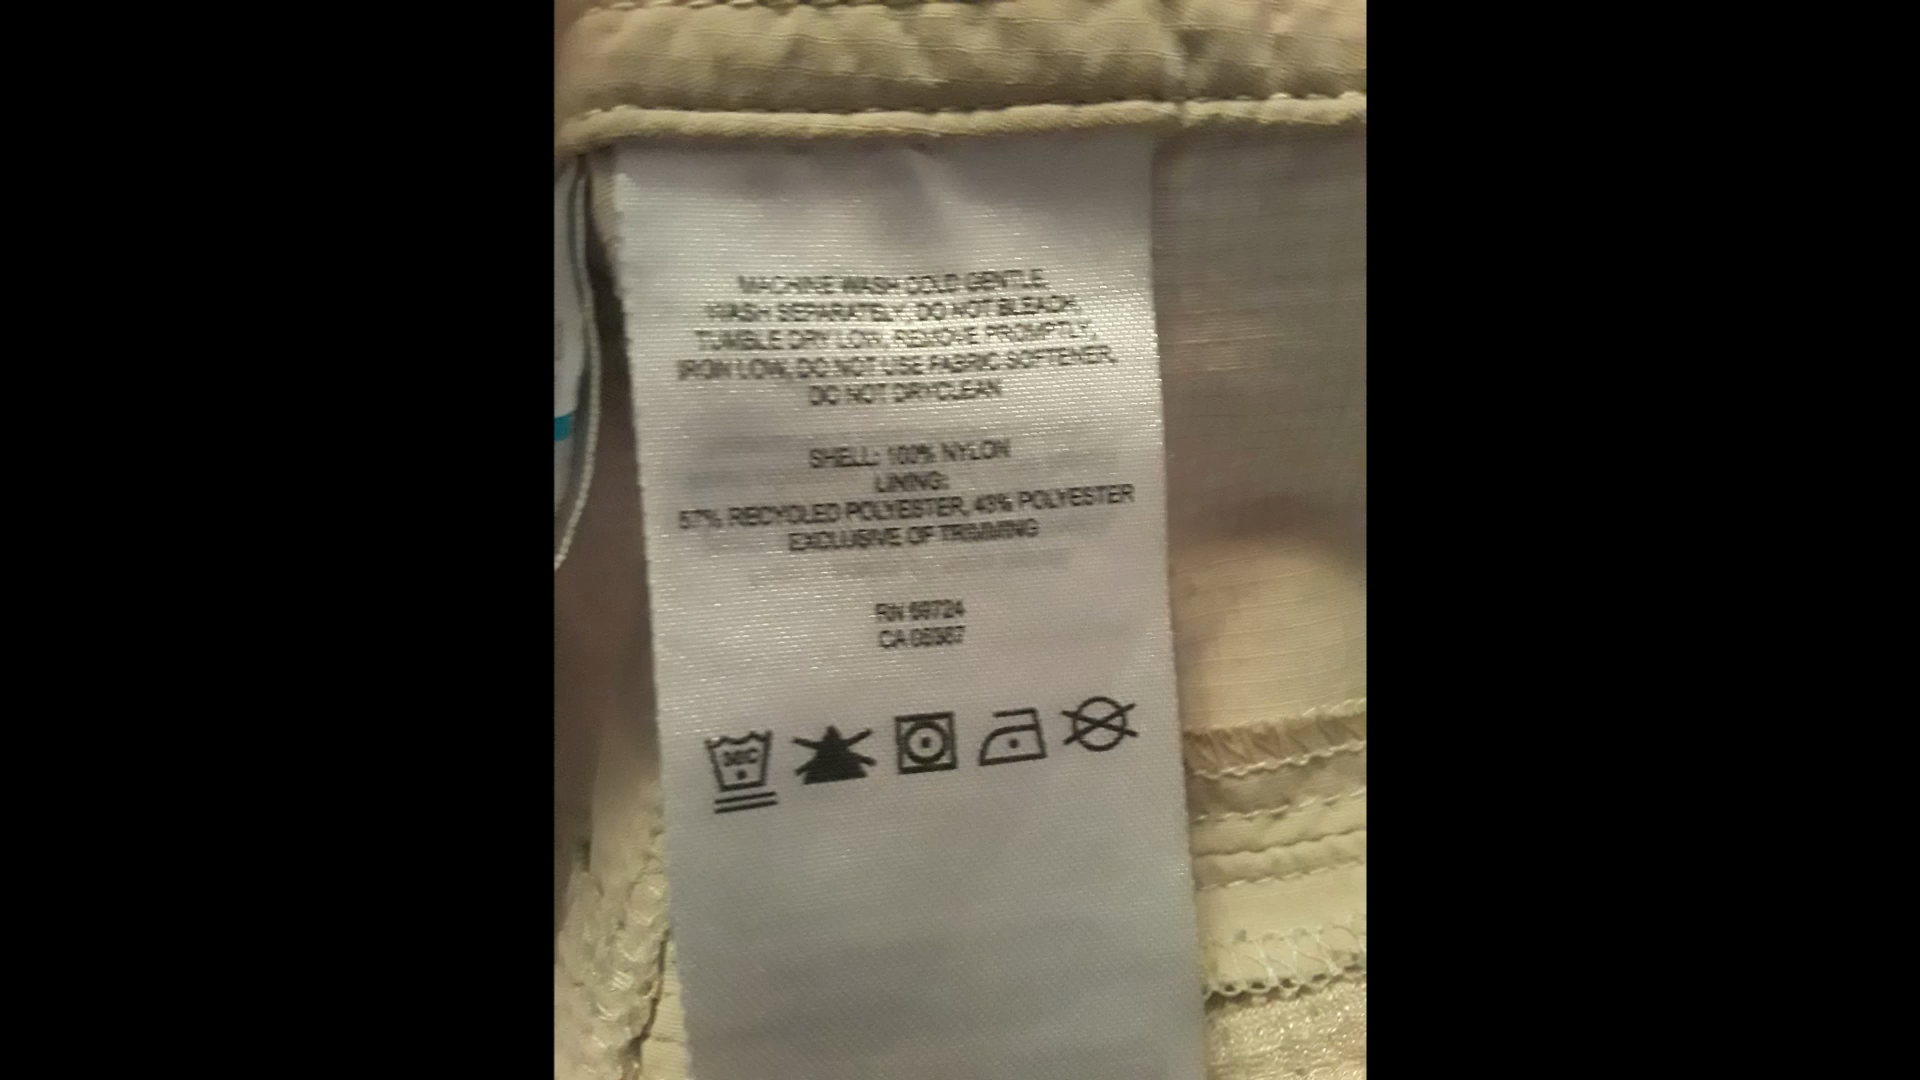 MACHINE WASH COLD GENTLE,
WASH SEPARATELY, DO NOT BLEACH,
TUMBLE DRY LOW, REMOVE PROMPTLY,
IRON LOW, DO NOT USE FABRIC SOFTENER,
DO NOT DRYCLEAN
SHELL: 100% NYLON
LINING:
57% RECYCLED POLYESTER, 43% POLYESTER
EXCLUSIVE OF TRIMMING
RN 69724
CA 05367
30C